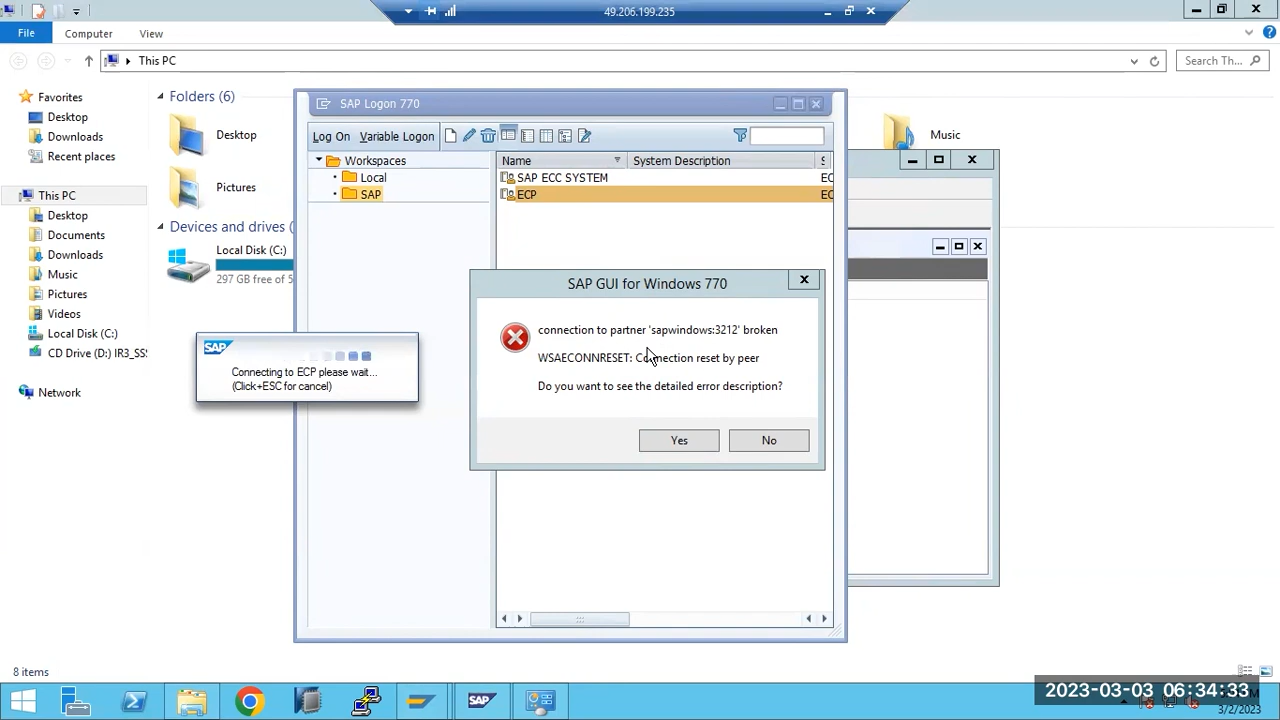 49.206.199.235
File
Computer
View
This PC
Search Th...
Favorites
Desktop
Downloads
Recent places
This PC
Desktop
Documents
Downloads
Music
Pictures
Videos
Local Disk (C:)
CD Drive (D:) IR3_SS
Network
Folders (6)
Desktop
Pictures
Music
Devices and drives (
Local Disk (C:)
297 GB free of 5
SAP Logon 770
Log On
Variable Logon
Workspaces
Local
SAP
Name
System Description
S
SAP ECC SYSTEM
EC
ECP
EC
SAP
Connecting to ECP please wait...
(Click+ESC for cancel)
SAP GUI for Windows 770
connection to partner 'sapwindows:3212' broken
WSAECONNRESET: Connection reset by peer
Do you want to see the detailed error description?
Yes
No
8 items
SAP
2023-03-03 06:34:33
3/2/2023